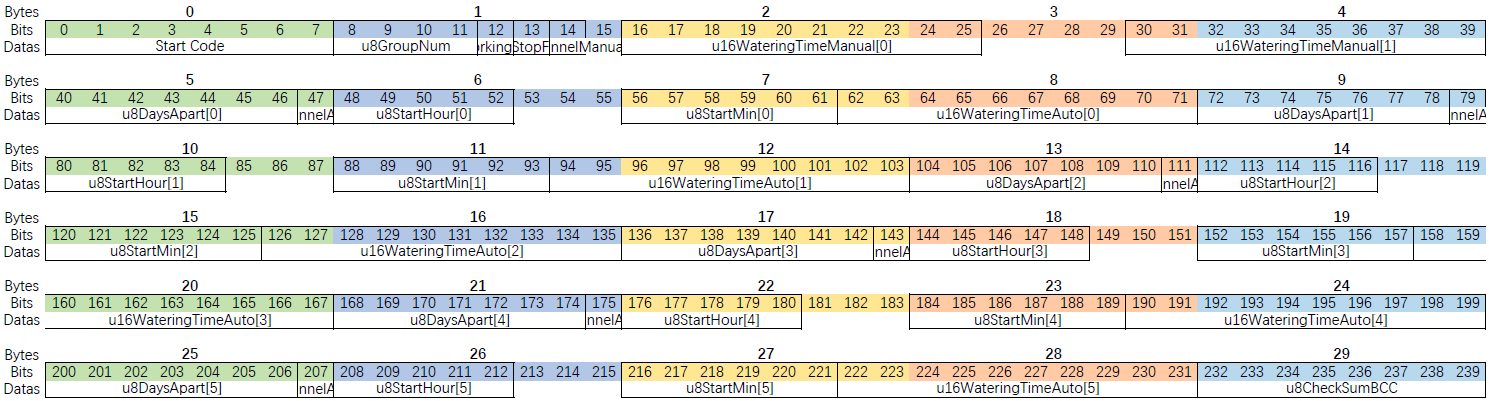 Bytes 0 1 2 3 4
Bits 0 1 2 3 4 5 6 7 8 9 10 11 12 13 14 15 16 17 18 19 20 21 22 23 24 25 26 27 28 29 30 31 32 33 34 35 36 37 38 39
Datas Start Code u8GroupNum rking StopF nnel Manua u16WateringTimeManual[0] u16WateringTimeManual[1]
Bytes 5 6 7 8 9
Bits 40 41 42 43 44 45 46 47 48 49 50 51 52 53 54 55 56 57 58 59 60 61 62 63 64 65 66 67 68 69 70 71 72 73 74 75 76 77 78 79
Datas u8DaysApart[0] nnelA u8StartHour[0] u8StartMin[0] u16WateringTimeAuto[0] u8DaysApart[1] nnelA
Bytes 10 11 12 13 14
Bits 80 81 82 83 84 85 86 87 88 89 90 91 92 93 94 95 96 97 98 99 100 101 102 103 104 105 106 107 108 109 110 111 112 113 114 115 116 117 118 119
Datas u8StartHour[1] u8StartMin[1] u16WateringTimeAuto[1] u8DaysApart[2] nnelA u8StartHour[2]
Bytes 15 16 17 18 19
Bits 120 121 122 123 124 125 126 127 128 129 130 131 132 133 134 135 136 137 138 139 140 141 142 143 144 145 146 147 148 149 150 151 152 153 154 155 156 157 158 159
Datas u8StartMin[2] u16WateringTimeAuto[2] u8DaysApart[3] nnelA u8StartHour[3] u8StartMin[3]
Bytes 20 21 22 23 24
Bits 160 161 162 163 164 165 166 167 168 169 170 171 172 173 174 175 176 177 178 179 180 181 182 183 184 185 186 187 188 189 190 191 192 193 194 195 196 197 198 199
Datas u16WateringTimeAuto[3] u8DaysApart[4] nnelA u8StartHour[4] u8StartMin[4] u16WateringTimeAuto[4]
Bytes 25 26 27 28 29
Bits 200 201 202 203 204 205 206 207 208 209 210 211 212 213 214 215 216 217 218 219 220 221 222 223 224 225 226 227 228 229 230 231 232 233 234 235 236 237 238 239
Datas u8DaysApart[5] nnelA u8StartHour[5] u8StartMin[5] u16WateringTimeAuto[5] u8CheckSumBCC